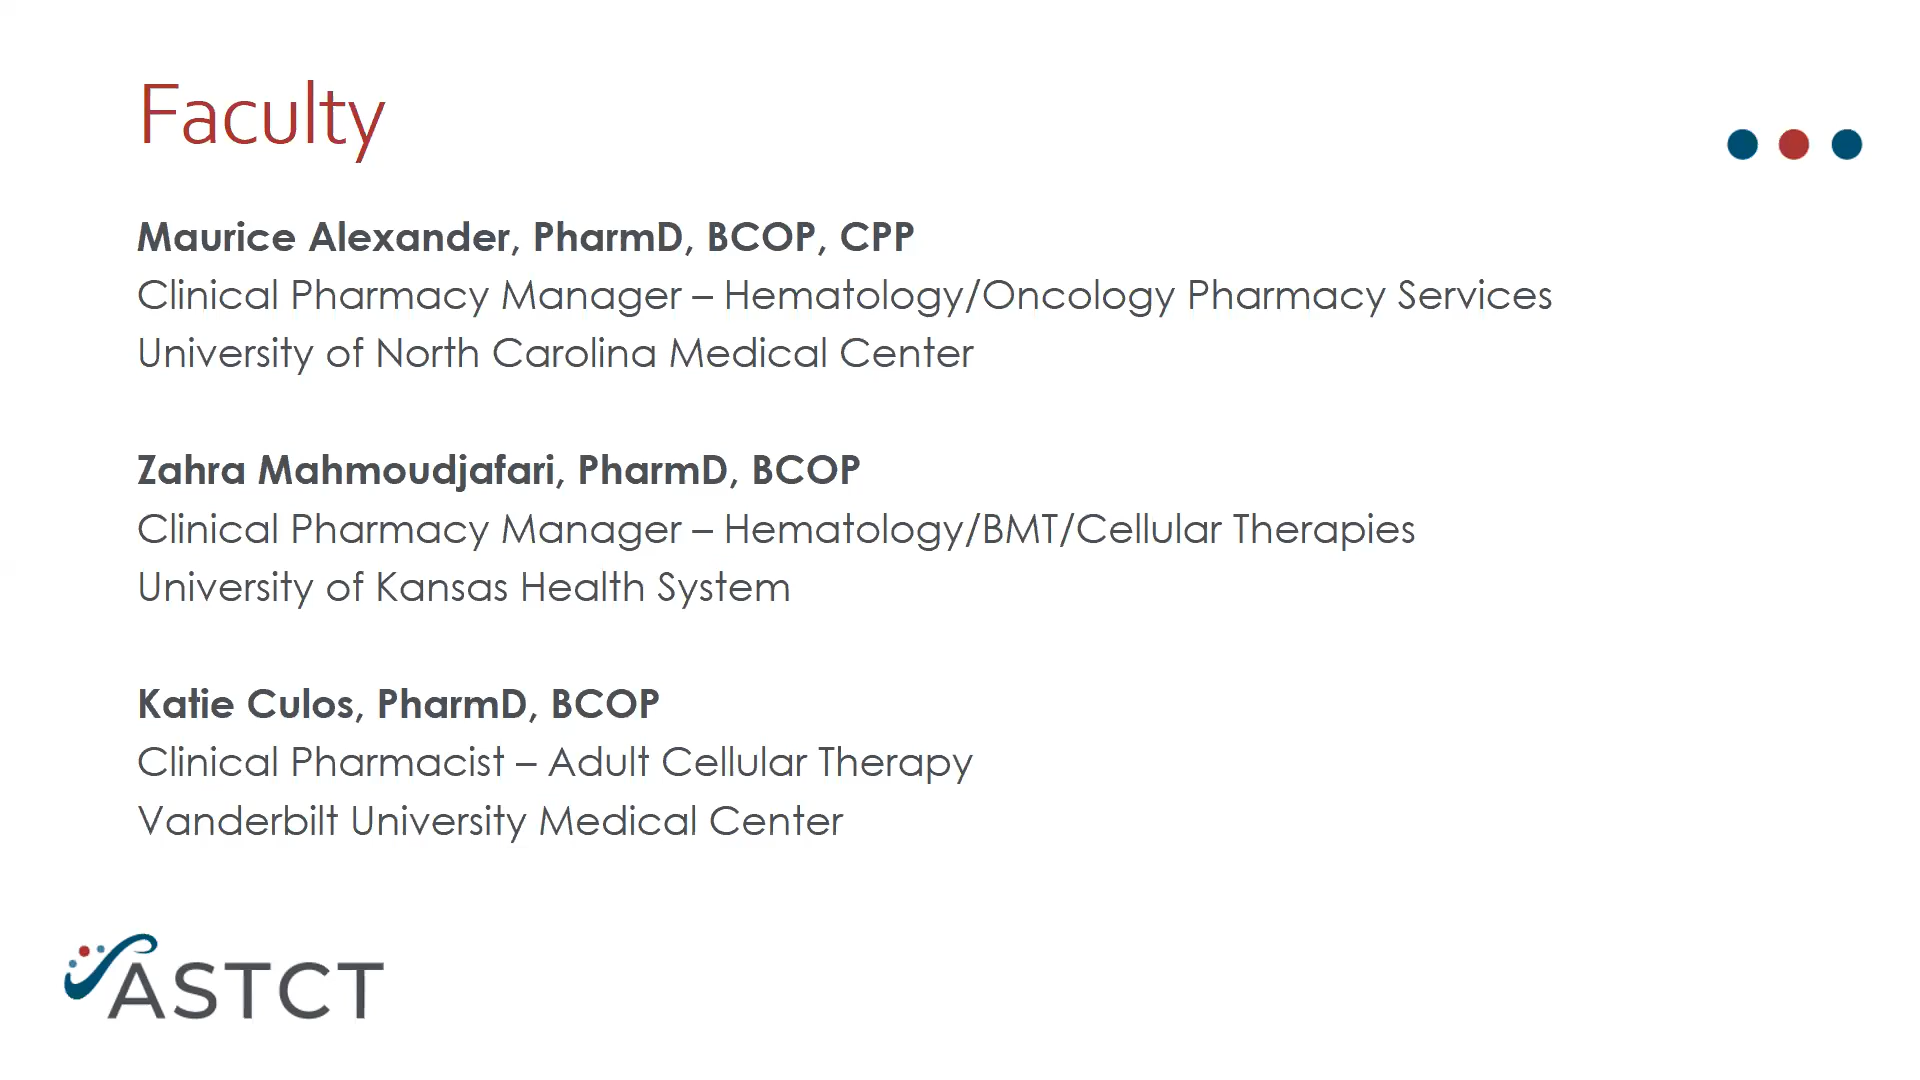 Faculty
Maurice Alexander, PharmD, BCOP, CPP
Clinical Pharmacy Manager – Hematology/Oncology Pharmacy Services
University of North Carolina Medical Center
Zahra Mahmoudjafari, PharmD, BCOP
Clinical Pharmacy Manager – Hematology/BMT/Cellular Therapies
University of Kansas Health System
Katie Culos, PharmD, BCOP
Clinical Pharmacist – Adult Cellular Therapy
Vanderbilt University Medical Center
ASTCT